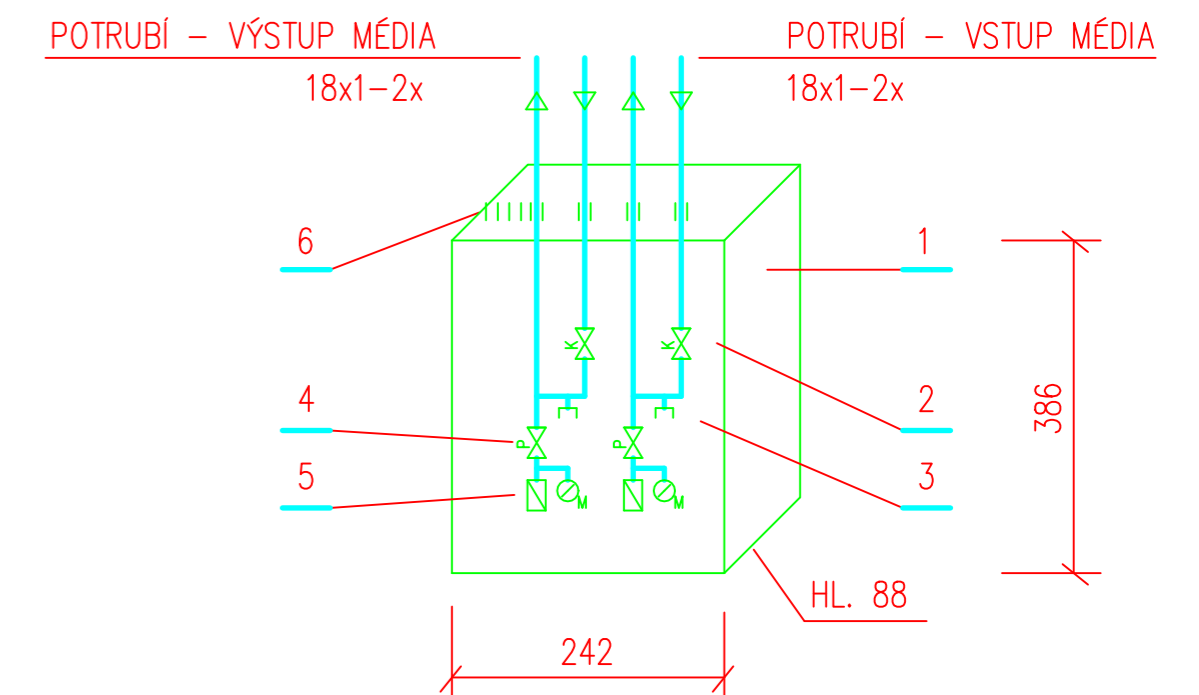 POTRUBÍ – VÝSTUP MÉDIA
18x1–2x
POTRUBÍ – VSTUP MÉDIA
18x1–2x
6
1
K
K
4
2
386
P
P
5
3
M
M
HL. 88
242